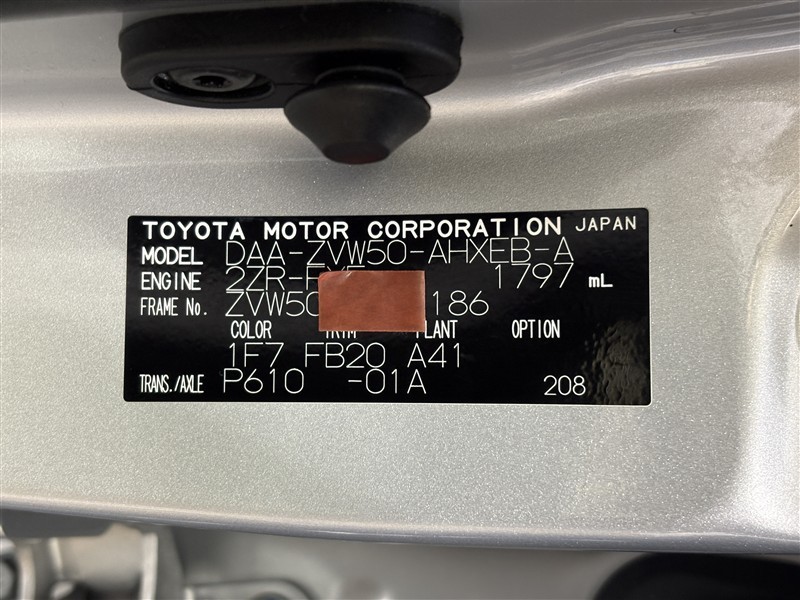 TOYOTA MOTOR CORPORATION JAPAN
MODEL DAA-ZVW50-AHXEB-A
ENGINE 2ZR- 1797 mL
FRAME No. ZVW50 186
COLOR PLANT OPTION
1F7 FB20 A41
TRANS./AXLE P610 -01A 208